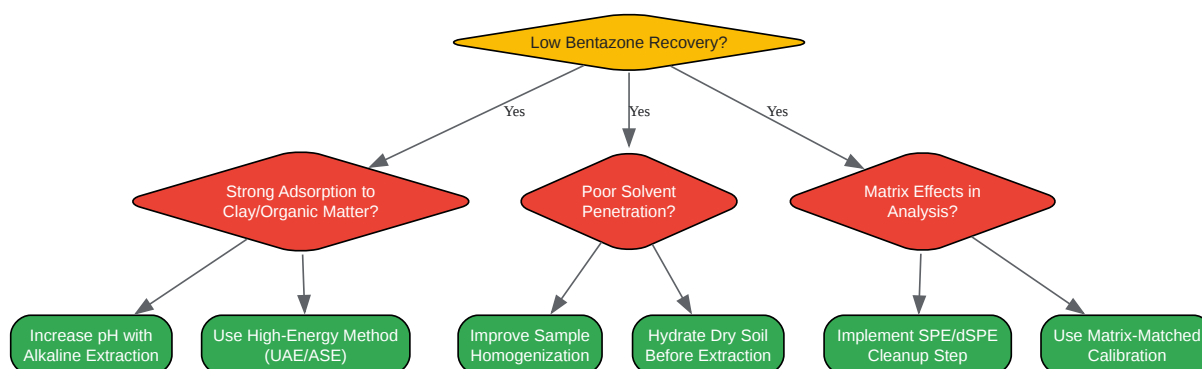 Low Bentazone Recovery?
Yes
Yes
Yes
Strong Adsorption to
Clay/Organic Matter?
Poor Solvent
Penetration?
Matrix Effects in
Analysis?
Increase pH with
Alkaline Extraction
Use High-Energy Method
(UAE/ASE)
Improve Sample
Homogenization
Hydrate Dry Soil
Before Extraction
Implement SPE/dSPE
Cleanup Step
Use Matrix-Matched
Calibration